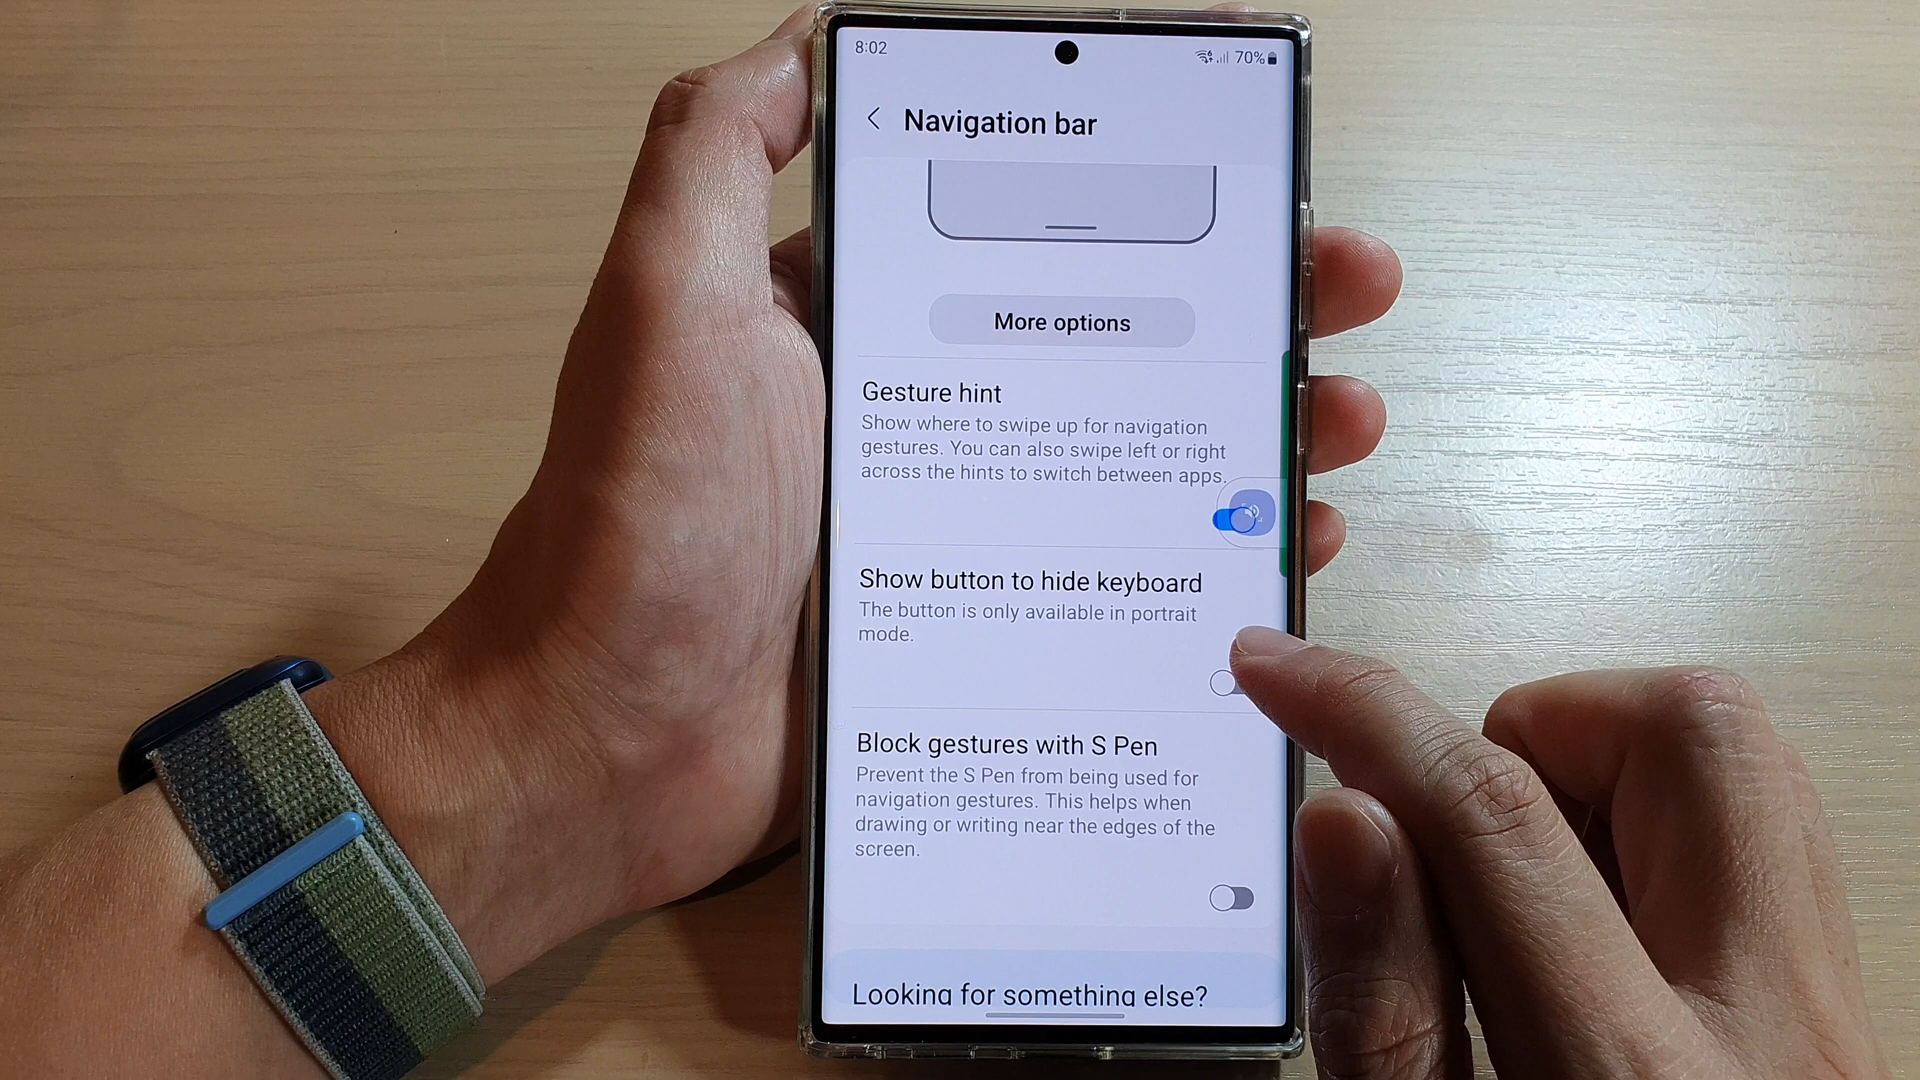 8:02
70%
Navigation bar
More options
Gesture hint
Show where to swipe up for navigation
gestures. You can also swipe left or right
across the hints to switch between apps.
Show button to hide keyboard
The button is only available in portrait
mode.
Block gestures with S Pen
Prevent the S Pen from being used for
navigation gestures. This helps when
drawing or writing near the edges of the
screen.
Looking for something else?